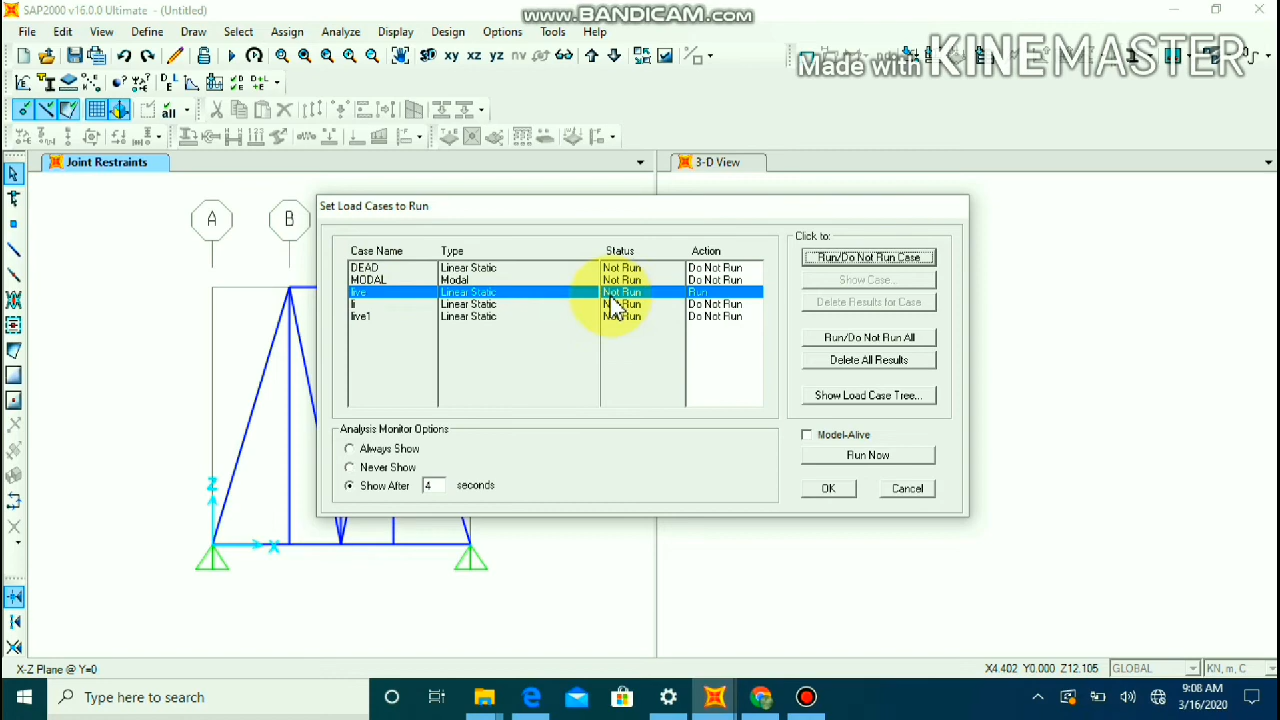 SAP2000 v16.0.0 Ultimate - (Untitled)
www.BANDICAM.com
File Edit View Define Draw Select Assign Analyze Display Design Options Tools Help
Made with KINEMASTER
3D xy xz yz nv
all
Joint Restraints
3-D View
A B
Set Load Cases to Run
Click to:
Case Name Type Status Action
DEAD Linear Static Not Run Do Not Run
MODAL Modal Not Run Do Not Run
live Linear Static Not Run Run
li Linear Static Not Run Do Not Run
live1 Linear Static Not Run Do Not Run
Run/Do Not Run Case
Show Case...
Delete Results for Case
Run/Do Not Run All
Delete All Results
Show Load Case Tree...
Analysis Monitor Options
Always Show
Never Show
Show After 4 seconds
Model-Alive
Run Now
OK Cancel
Z
X
X-Z Plane @ Y=0
X4.402 Y0.000 Z12.105 GLOBAL KN, m, C
Type here to search
9:08 AM
3/16/2020